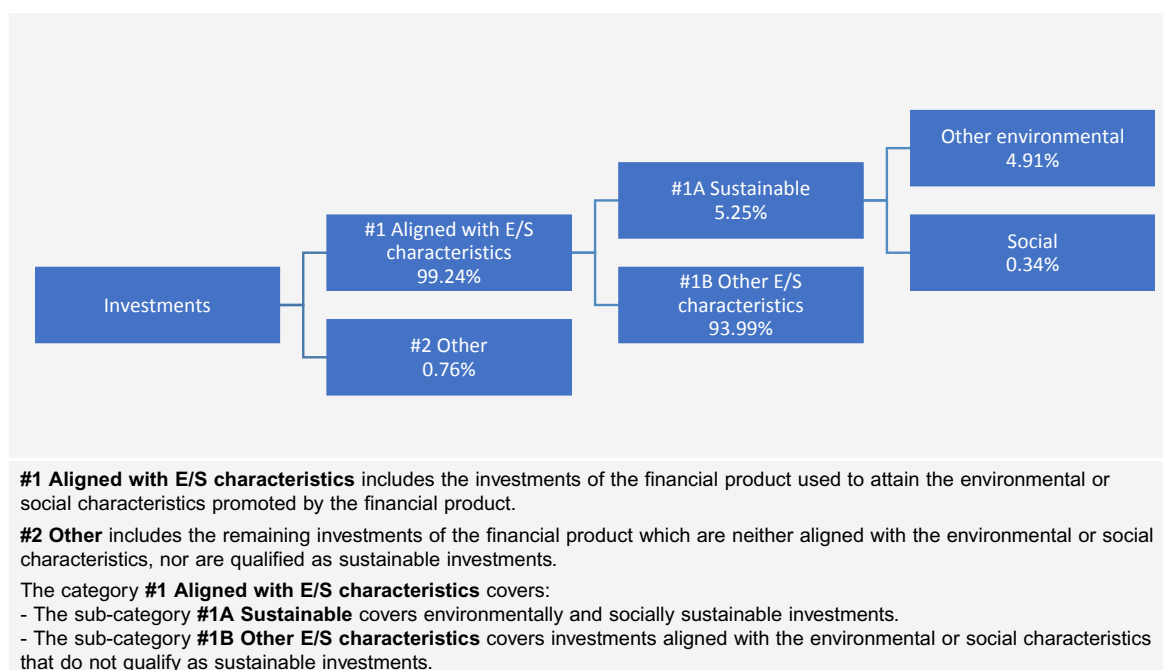 Investments
#1 Aligned with E/S
characteristics
99.24%
#2 Other
0.76%
#1A Sustainable
5.25%
#1B Other E/S
characteristics
93.99%
Other environmental
4.91%
Social
0.34%
#1 Aligned with E/S characteristics includes the investments of the financial product used to attain the environmental or
social characteristics promoted by the financial product.
#2 Other includes the remaining investments of the financial product which are neither aligned with the environmental or social
characteristics, nor are qualified as sustainable investments.
The category #1 Aligned with E/S characteristics covers:
- The sub-category #1A Sustainable covers environmentally and socially sustainable investments.
- The sub-category #1B Other E/S characteristics covers investments aligned with the environmental or social characteristics
that do not qualify as sustainable investments.